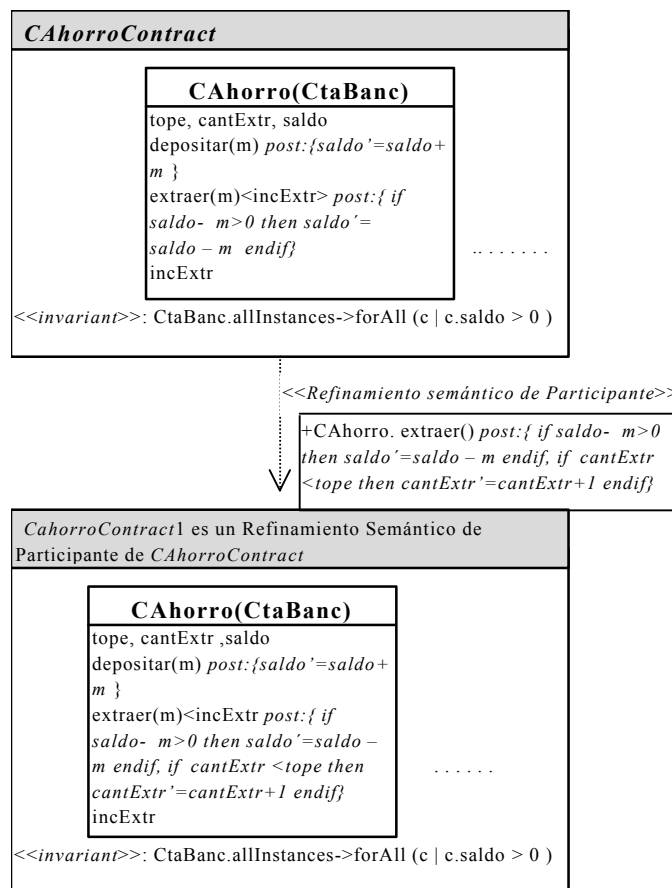 CAhorroContract
CAhorro(CtaBanc)
tope, cantExtr, saldo
depositar(m) post:{saldo’=saldo+
m }
extraer(m)<incExtr> post:{ if
saldo- m>0 then saldo´=
saldo – m endif}
incExtr
.. . . . . . .
<<invariant>>: CtaBanc.allInstances->forAll (c | c.saldo > 0 )
<<Refinamiento semántico de Participante>>
+CAhorro. extraer() post:{ if saldo- m>0
then saldo´=saldo – m endif, if cantExtr
<tope then cantExtr’=cantExtr+1 endif}
CahorroContract1 es un Refinamiento Semántico de
Participante de CAhorroContract
CAhorro(CtaBanc)
tope, cantExtr ,saldo
depositar(m) post:{saldo’=saldo+
m }
extraer(m)<incExtr post:{ if
saldo- m>0 then saldo´=saldo –
m endif, if cantExtr <tope then
cantExtr’=cantExtr+1 endif}
incExtr
. . . . . .
<<invariant>>: CtaBanc.allInstances->forAll (c | c.saldo > 0 )